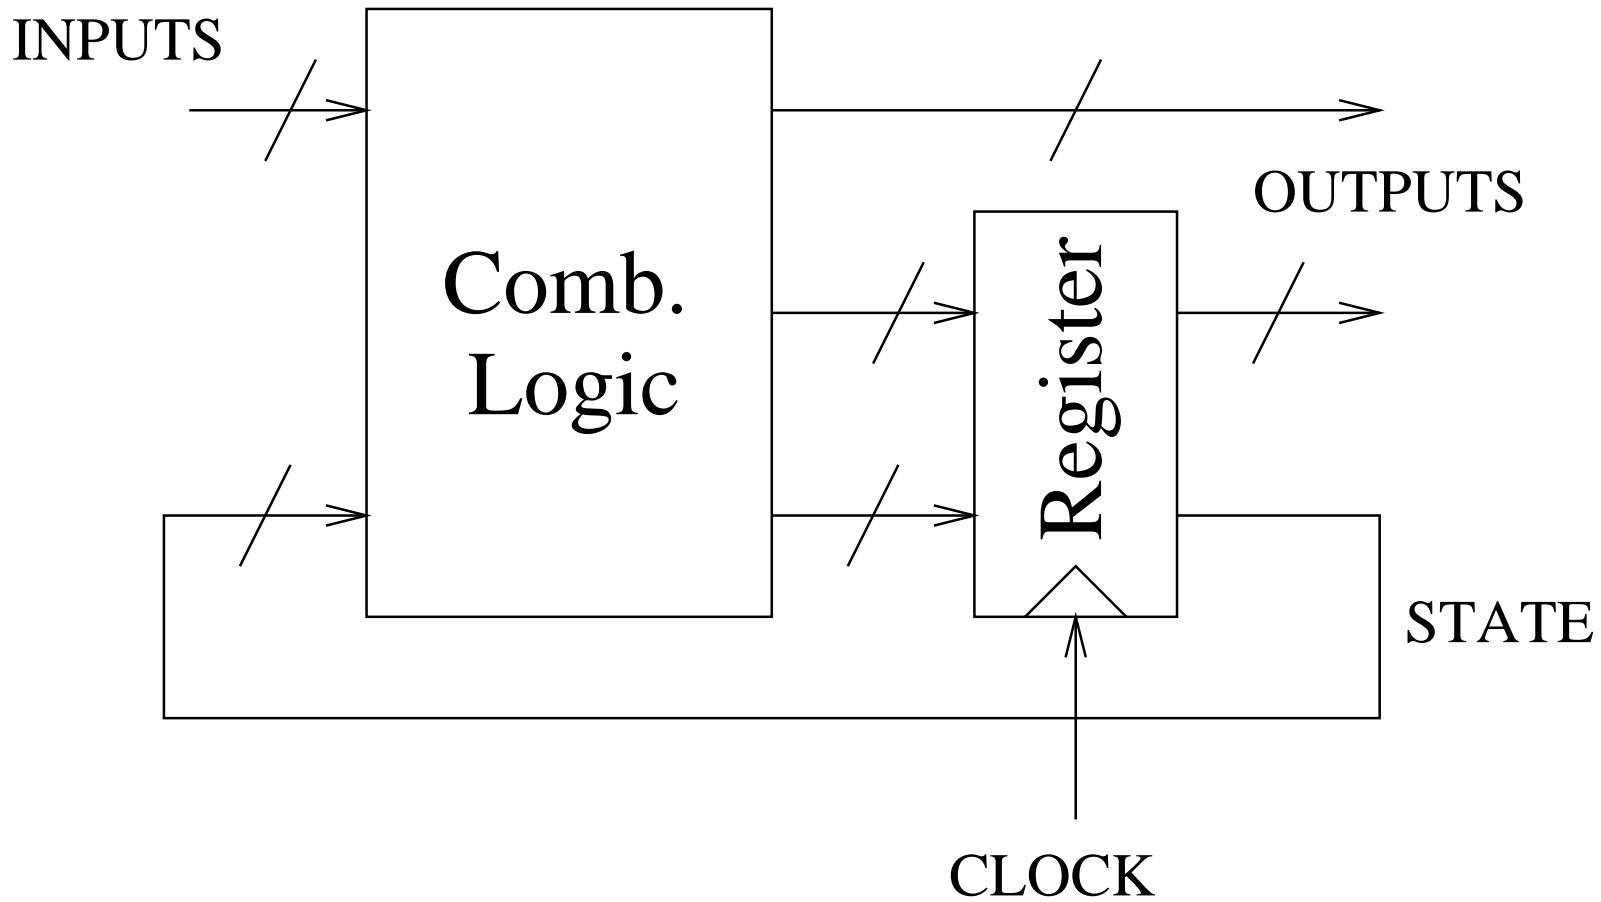 INPUTS
OUTPUTS
Comb.
Logic
Register
STATE
CLOCK